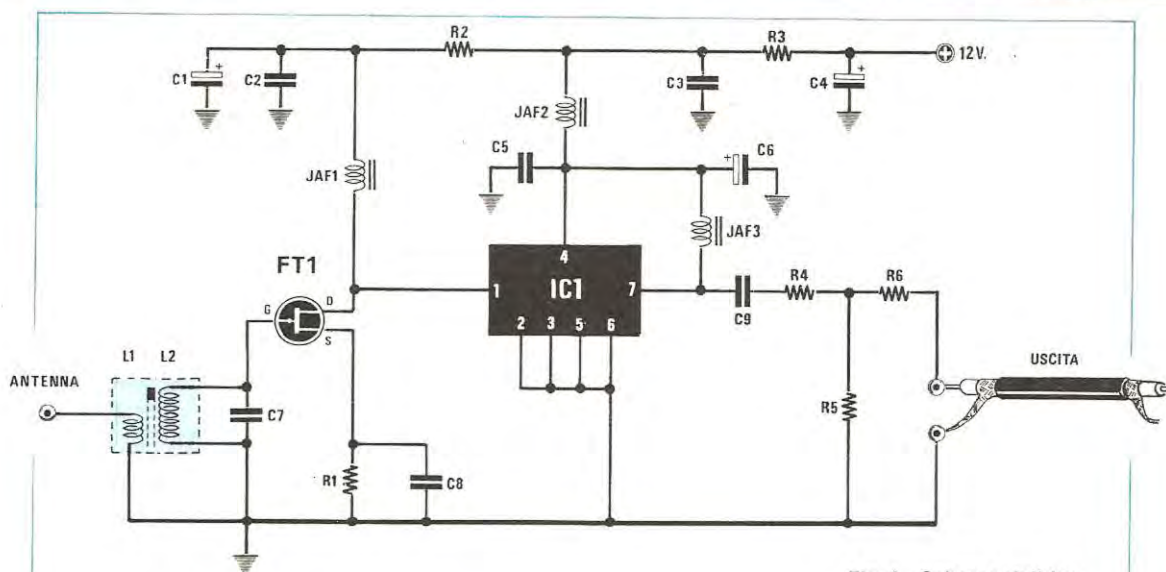 R2
R3
12V.
C1 +
C2
C3
C4 +
JAF2
C5
+ C6
JAF1
JAF3
FT1
4
G
D
S
1
IC1
7
R4
R6
2 3 5 6
C9
L1 L2
USCITA
ANTENNA
C7
R5
R1
C8